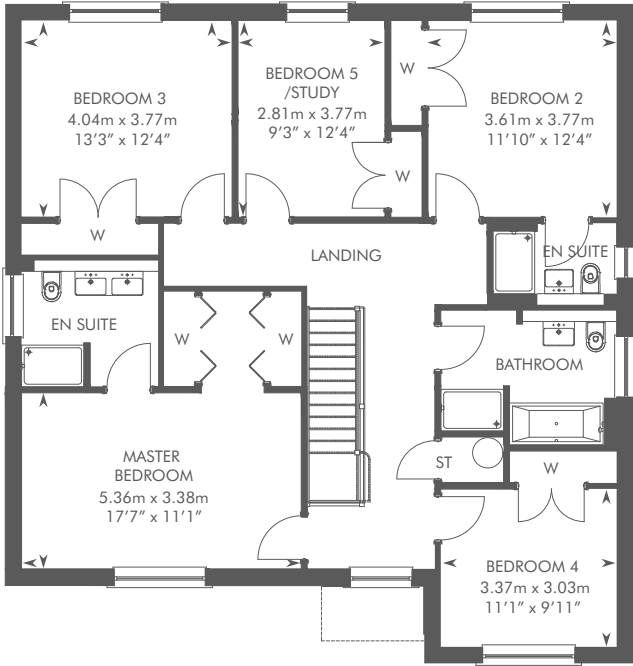 BEDROOM 3
4.04m x 3.77m
13'3" x 12'4"
BEDROOM 5
/STUDY
2.81m x 3.77m
9'3" x 12'4"
W
BEDROOM 2
3.61m x 3.77m
11'10" x 12'4"
W
W
LANDING
EN SUITE
EN SUITE
W
W
BATHROOM
MASTER
BEDROOM
5.36m x 3.38m
17'7" x 11'1"
ST
W
BEDROOM 4
3.37m x 3.03m
11'1" x 9'11"